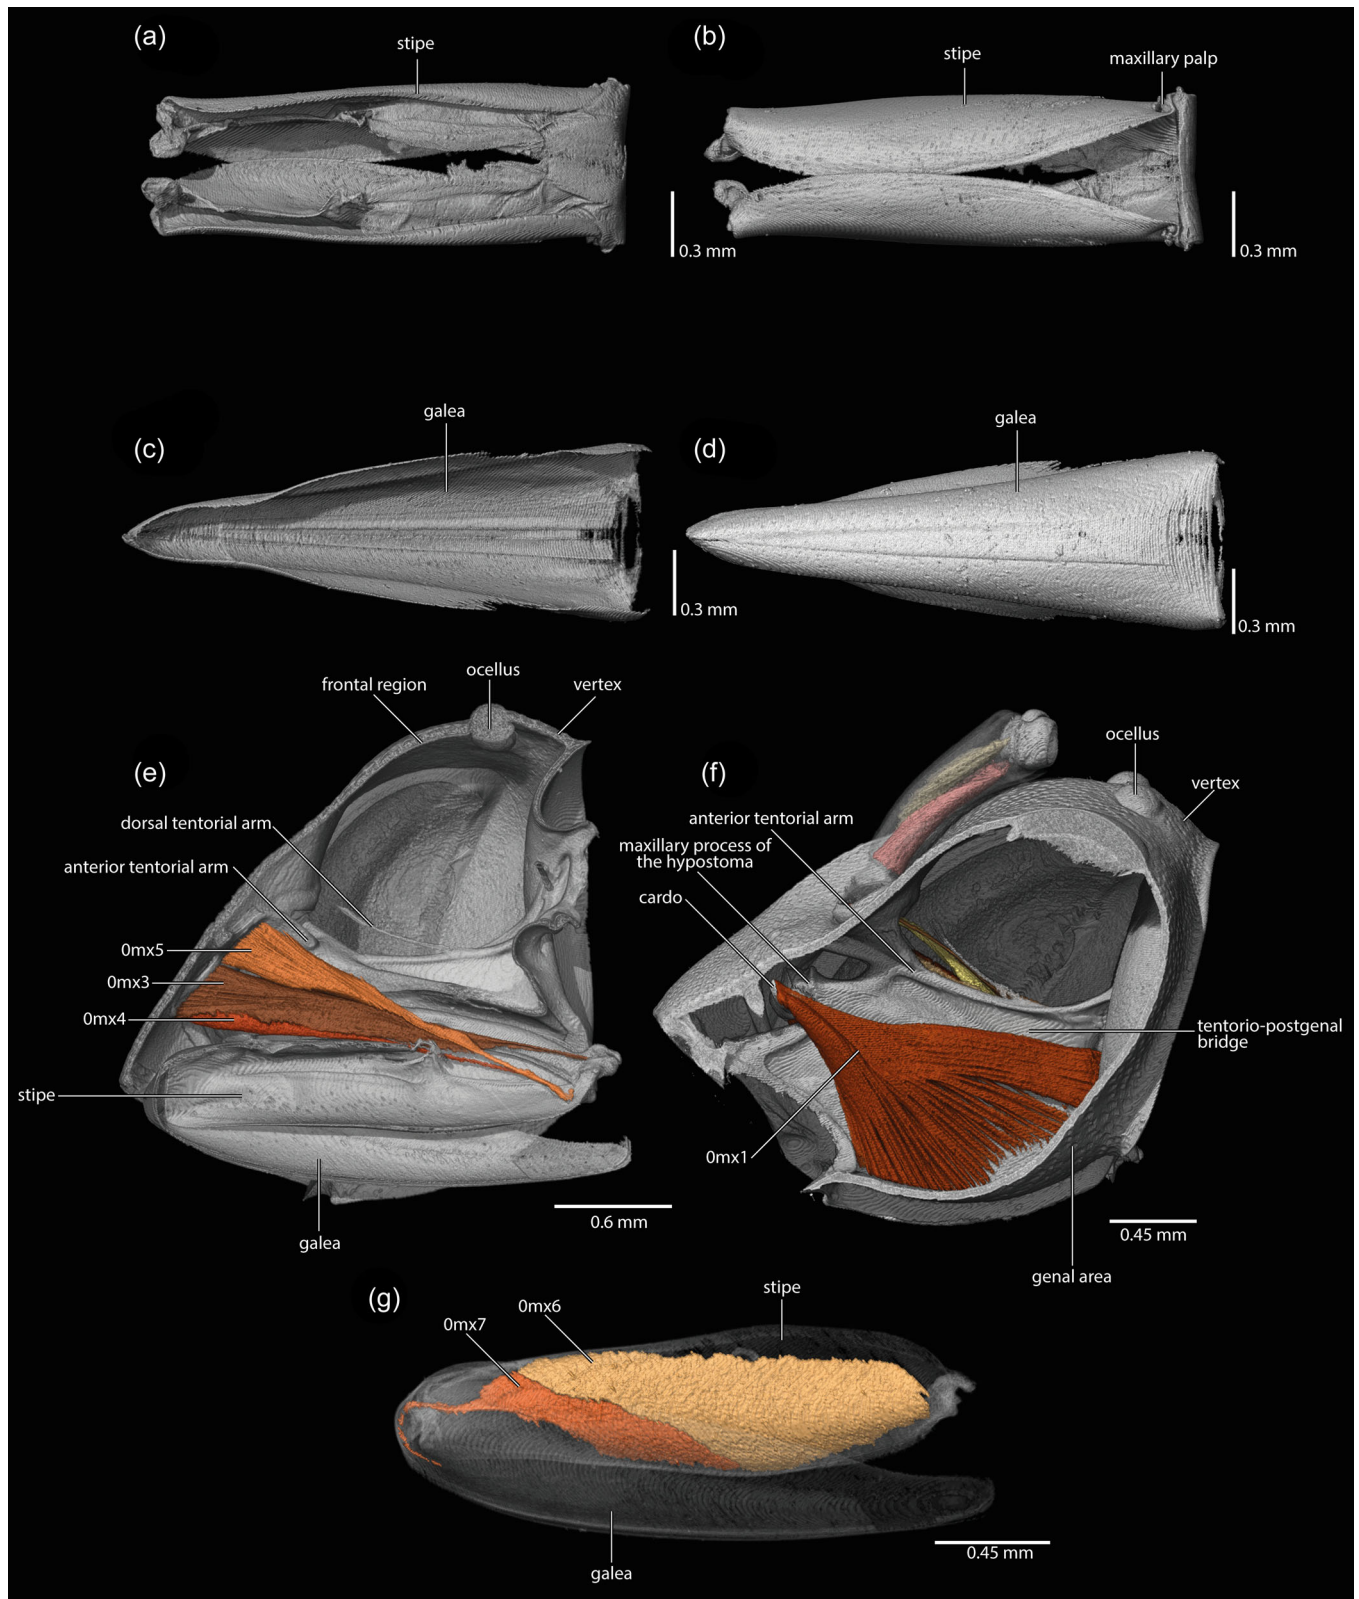 (a)
stipe
0.3 mm
(b)
stipe
maxillary palp
0.3 mm
(c)
galea
0.3 mm
(d)
galea
0.3 mm
(e)
frontal region
ocellus
vertex
dorsal tentorial arm
anterior tentorial arm
0mx5
0mx3
0mx4
stipe
galea
0.6 mm
(f)
ocellus
vertex
anterior tentorial arm
maxillary process of
the hypostoma
cardo
tentorio-postgenal
bridge
0mx1
genal area
0.45 mm
(g)
0mx7
0mx6
stipe
galea
0.45 mm